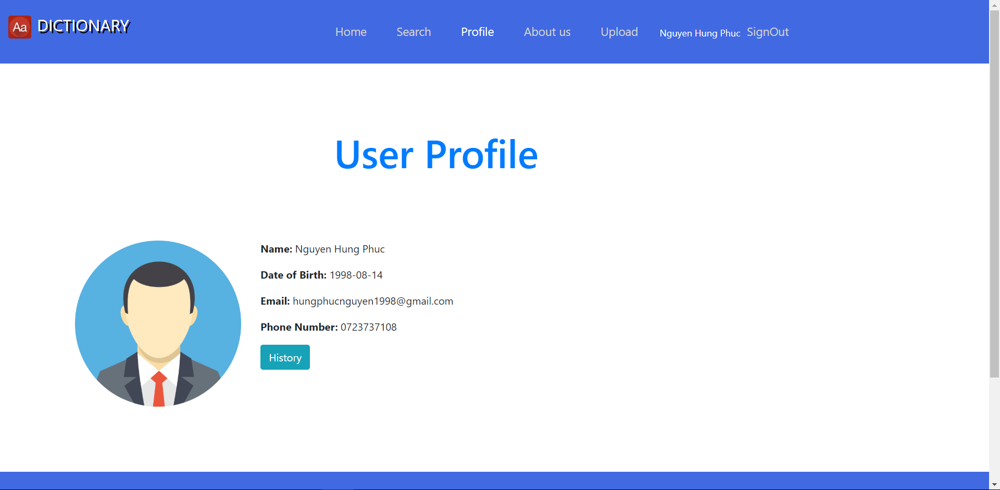 Aa DICTIONARY
Home Search Profile About us Upload Nguyen Hung Phuc SignOut
User Profile
Name: Nguyen Hung Phuc
Date of Birth: 1998-08-14
Email: hungphucnguyen1998@gmail.com
Phone Number: 0723737108
History